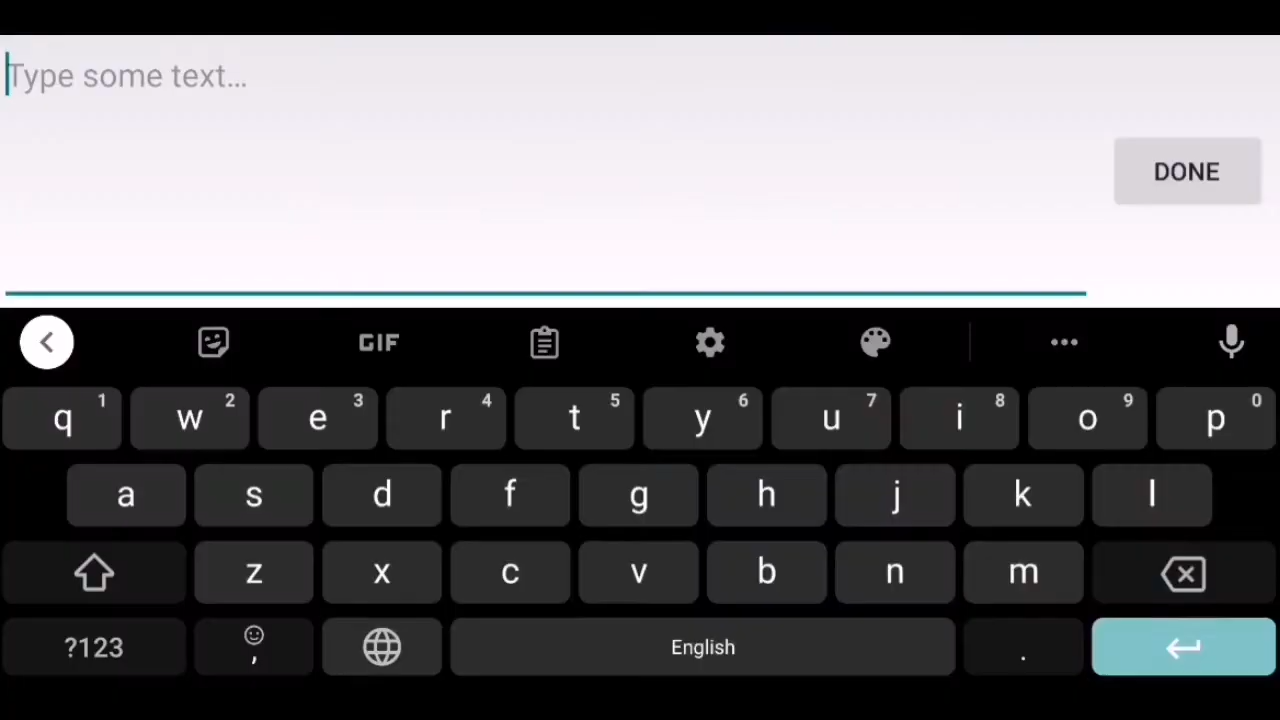 Type some text...
DONE
GIF
q 1 w 2 e 3 r 4 t 5 y 6 u 7 i 8 o 9 p 0
a s d f g h j k l
z x c v b n m
?123 , English .